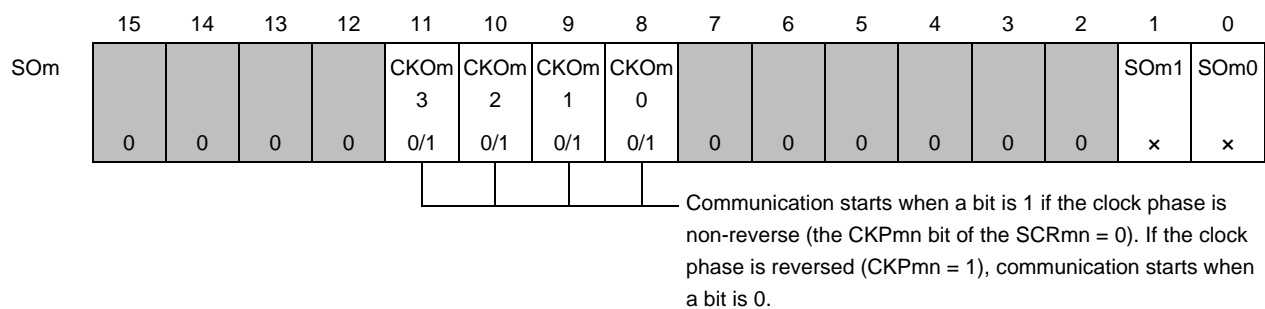 15 14 13 12 11 10 9 8 7 6 5 4 3 2 1 0
SOm CKOm CKOm CKOm CKOm SOm1 SOm0
3 2 1 0
0 0 0 0 0/1 0/1 0/1 0/1 0 0 0 0 0 0 × ×
Communication starts when a bit is 1 if the clock phase is
non-reverse (the CKPmn bit of the SCRmn = 0). If the clock
phase is reversed (CKPmn = 1), communication starts when
a bit is 0.